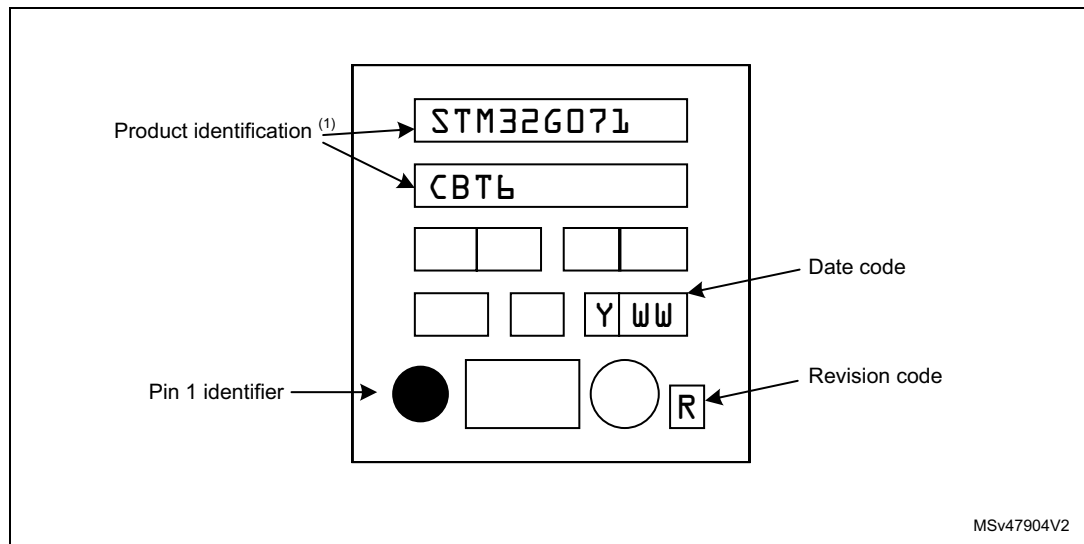 STM32G071
Product identification (1)
CBT6
Date code
Y WW
Pin 1 identifier
Revision code
R
MSv47904V2